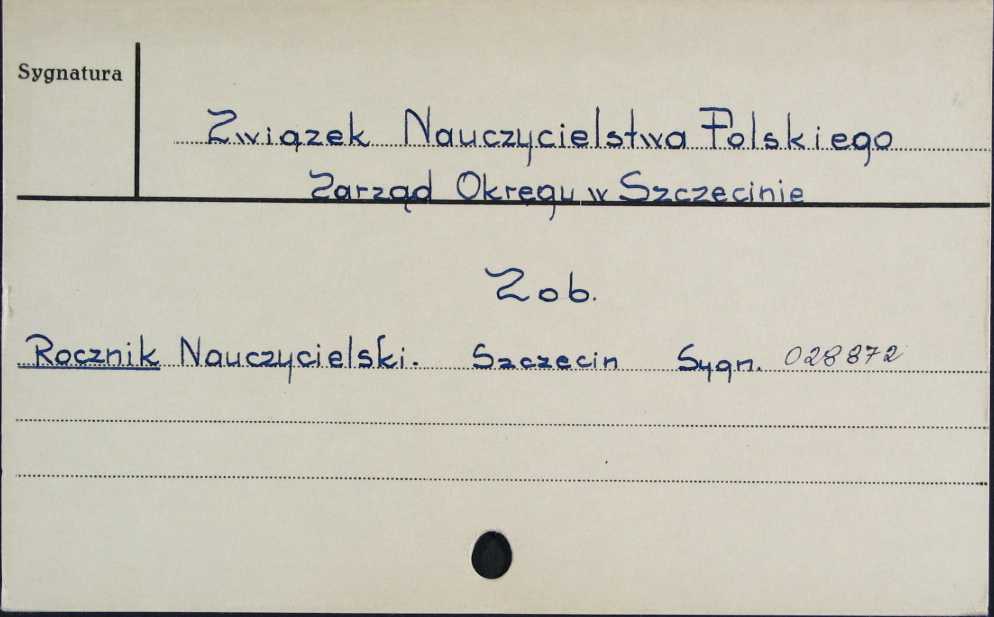 Sygnatura
Związek Nauczycielstwa Polskiego
Zarząd Okręgu w Szczecinie
Zob.
Rocznik Nauczycielski. Szczecin Sygn. 028872